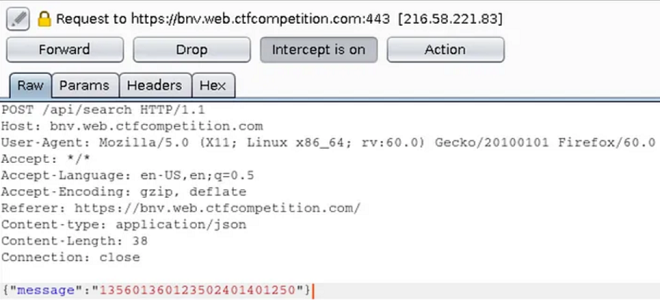 Request to https://bnv.web.ctfcompetition.com:443 [216.58.221.83]
Forward Drop Intercept is on Action
Raw Params Headers Hex
POST /api/search HTTP/1.1
Host: bnv.web.ctfcompetition.com
User-Agent: Mozilla/5.0 (X11; Linux x86_64; rv:60.0) Gecko/20100101 Firefox/60.0
Accept: */*
Accept-Language: en-US,en;q=0.5
Accept-Encoding: gzip, deflate
Referer: https://bnv.web.ctfcompetition.com/
Content-type: application/json
Content-Length: 38
Connection: close
{"message":"135601360123502401401250"}